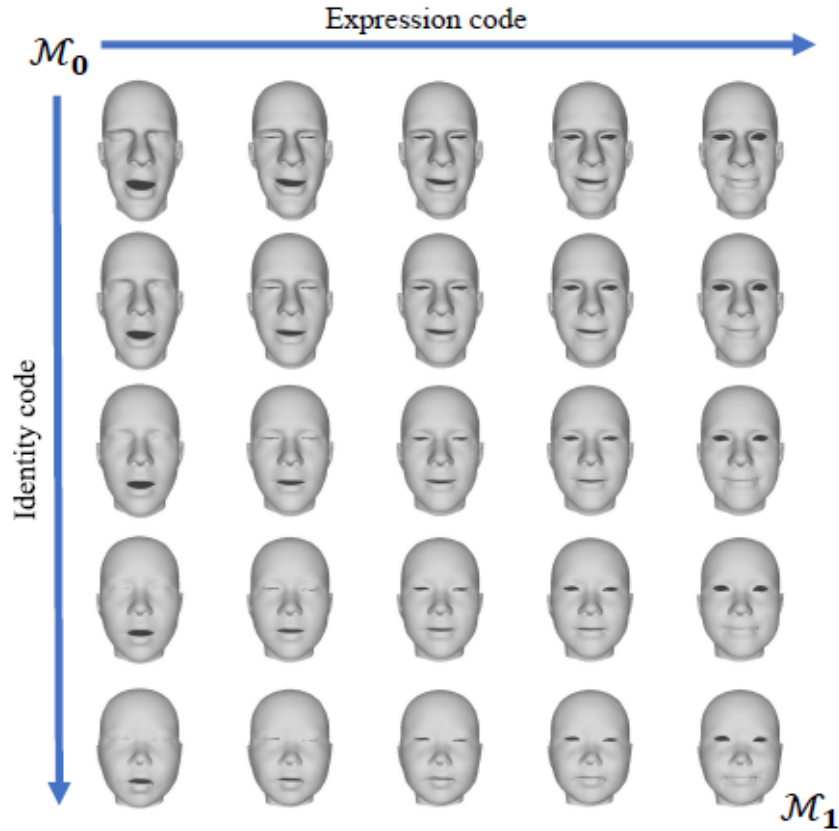 Expression code
ℳ₀
Identity code
ℳ₁